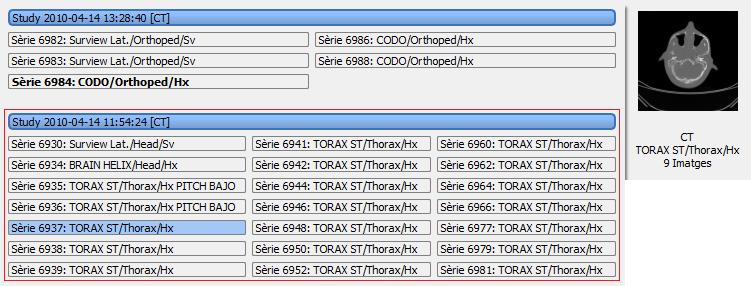 Study 2010-04-14 13:28:40 [CT]
Sèrie 6982: Surview Lat./Orthoped/Sv
Sèrie 6986: CODO/Orthoped/Hx
Sèrie 6983: Surview Lat./Orthoped/Sv
Sèrie 6988: CODO/Orthoped/Hx
Sèrie 6984: CODO/Orthoped/Hx
Study 2010-04-14 11:54:24 [CT]
Sèrie 6930: Surview Lat./Head/Sv
Sèrie 6941: TORAX ST/Thorax/Hx
Sèrie 6960: TORAX ST/Thorax/Hx
Sèrie 6934: BRAIN HELIX/Head/Hx
Sèrie 6942: TORAX ST/Thorax/Hx
Sèrie 6962: TORAX ST/Thorax/Hx
Sèrie 6935: TORAX ST/Thorax/Hx PITCH BAJO
Sèrie 6944: TORAX ST/Thorax/Hx
Sèrie 6964: TORAX ST/Thorax/Hx
Sèrie 6936: TORAX ST/Thorax/Hx PITCH BAJO
Sèrie 6946: TORAX ST/Thorax/Hx
Sèrie 6966: TORAX ST/Thorax/Hx
Sèrie 6937: TORAX ST/Thorax/Hx
Sèrie 6948: TORAX ST/Thorax/Hx
Sèrie 6977: TORAX ST/Thorax/Hx
Sèrie 6938: TORAX ST/Thorax/Hx
Sèrie 6950: TORAX ST/Thorax/Hx
Sèrie 6979: TORAX ST/Thorax/Hx
Sèrie 6939: TORAX ST/Thorax/Hx
Sèrie 6952: TORAX ST/Thorax/Hx
Sèrie 6981: TORAX ST/Thorax/Hx
CT
TORAX ST/Thorax/Hx
9 Imatges